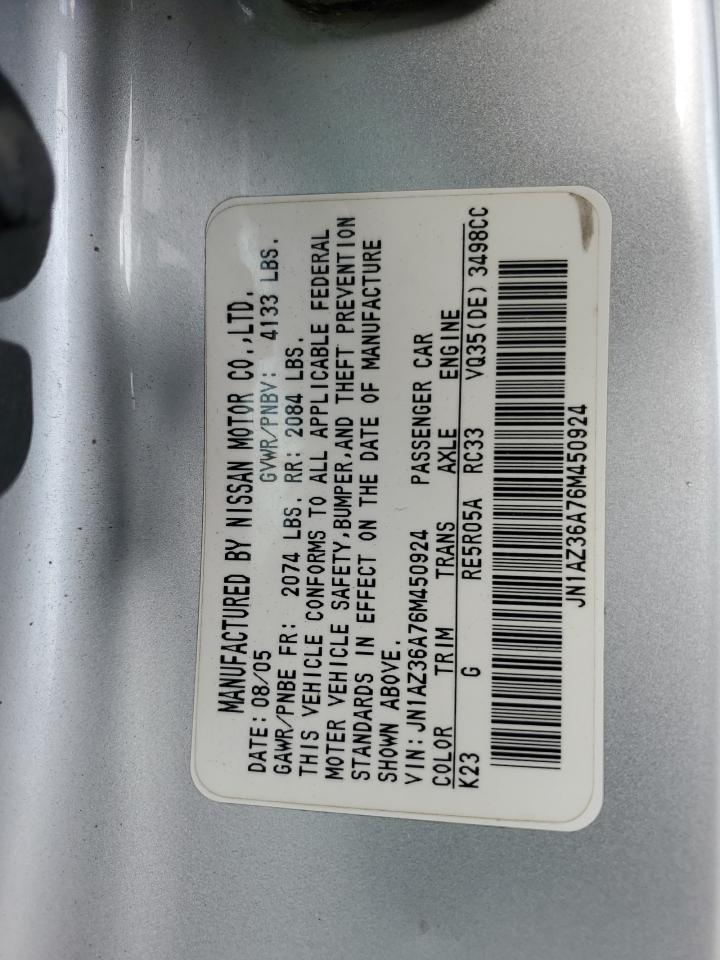 MANUFACTURED BY NISSAN MOTOR CO.,LTD.
DATE: 08/05 GVWR/PNBV: 4133 LBS.
GAWR/PNBE FR: 2074 LBS. RR: 2084 LBS.
THIS VEHICLE CONFORMS TO ALL APPLICABLE FEDERAL
MOTER VEHICLE SAFETY,BUMPER,AND THEFT PREVENTION
STANDARDS IN EFFECT ON THE DATE OF MANUFACTURE
SHOWN ABOVE.
VIN: JN1AZ36A76M450924 PASSENGER CAR
COLOR TRIM TRANS AXLE ENGINE
K23 G RE5R05A RC33 VQ35(DE) 3498CC
JN1AZ36A76M450924